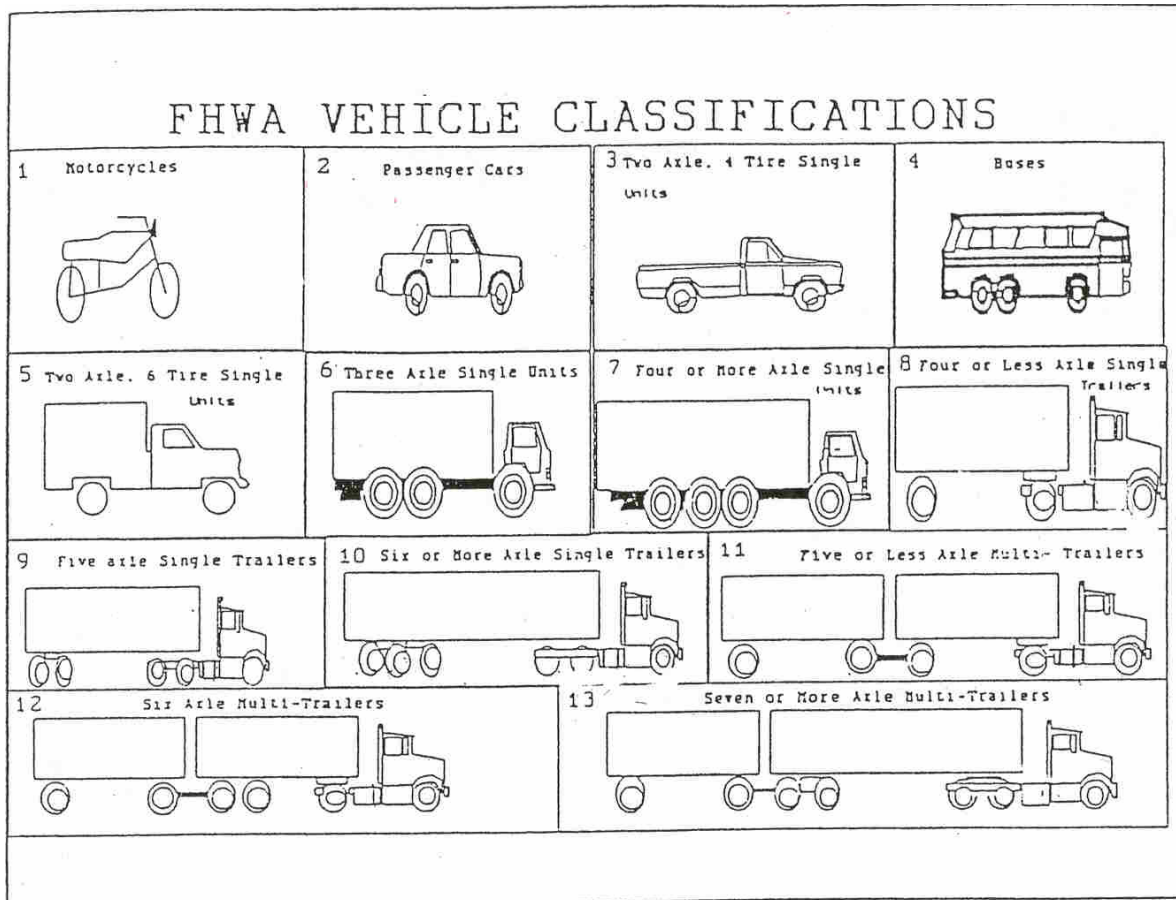 FHWA VEHICLE CLASSIFICATIONS
1 Motorcycles
2 Passenger Cars
3 Two Axle, 4 Tire Single
Units
4 Buses
5 Two Axle, 6 Tire Single
Units
6 Three Axle Single Units
7 Four or More Axle Single
Units
8 Four or Less Axle Single
Trailers
9 Five axle Single Trailers
10 Six or More Axle Single Trailers
11 Five or Less Axle Multi- Trailers
12 Six Axle Multi-Trailers
13 Seven or More Axle Multi-Trailers